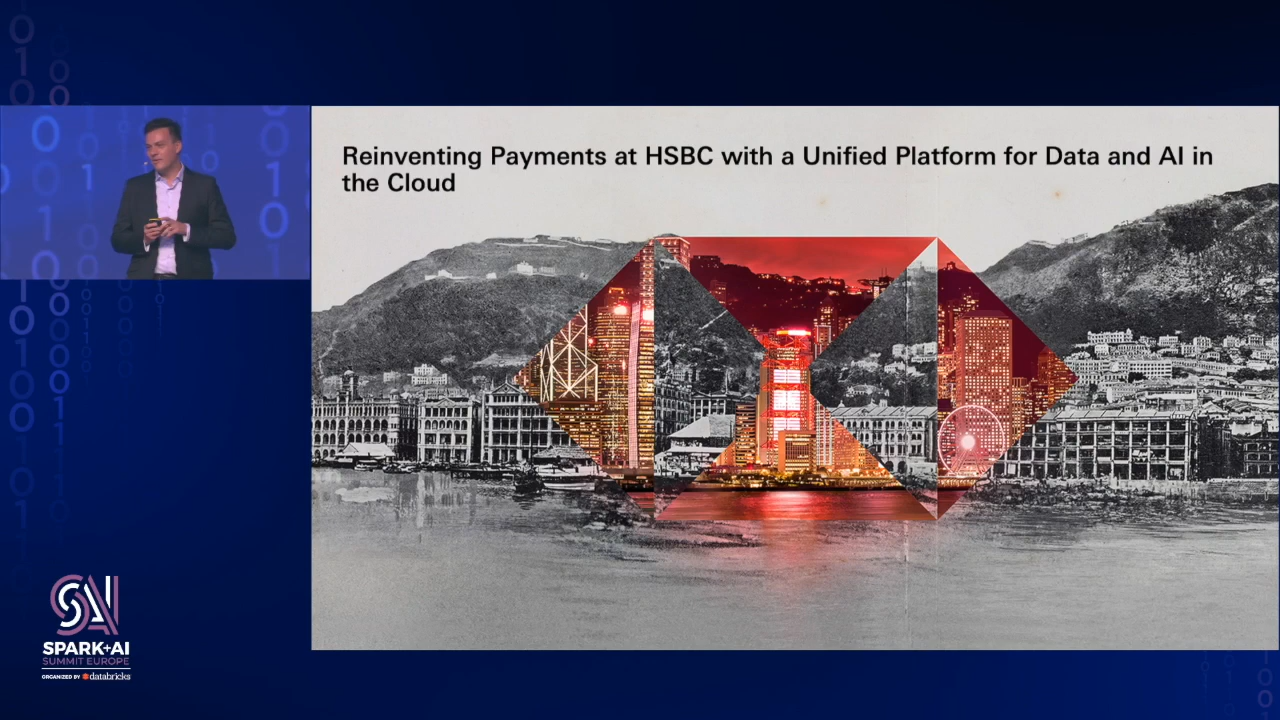 Reinventing Payments at HSBC with a Unified Platform for Data and AI in
the Cloud
SAI
SPARK+AI
SUMMIT EUROPE
ORGANIZED BY databricks